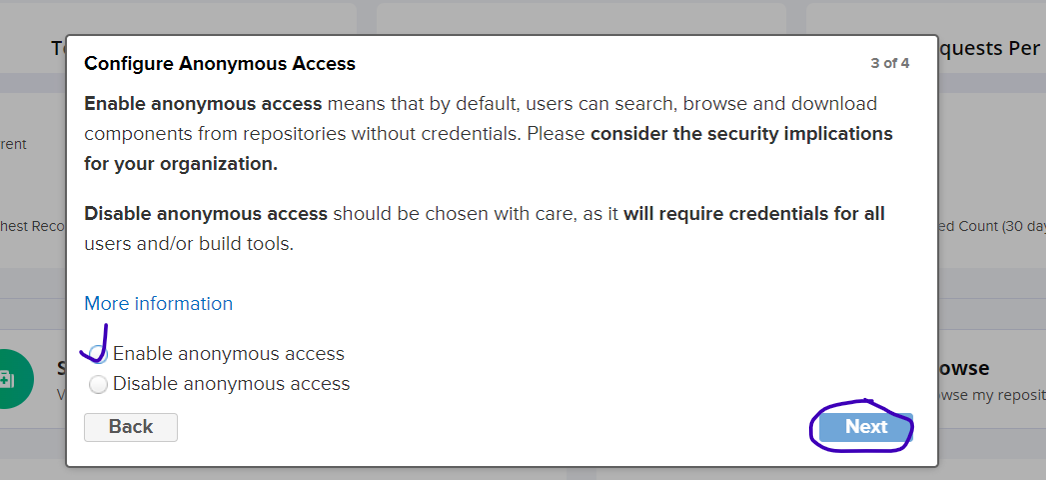 T
quests Per
Configure Anonymous Access
3 of 4
Enable anonymous access means that by default, users can search, browse and download
components from repositories without credentials. Please consider the security implications
for your organization.
rent
Disable anonymous access should be chosen with care, as it will require credentials for all
users and/or build tools.
hest Reco
ed Count (30 day
More information
Enable anonymous access
Disable anonymous access
S
owse
wse my reposit
Back
Next